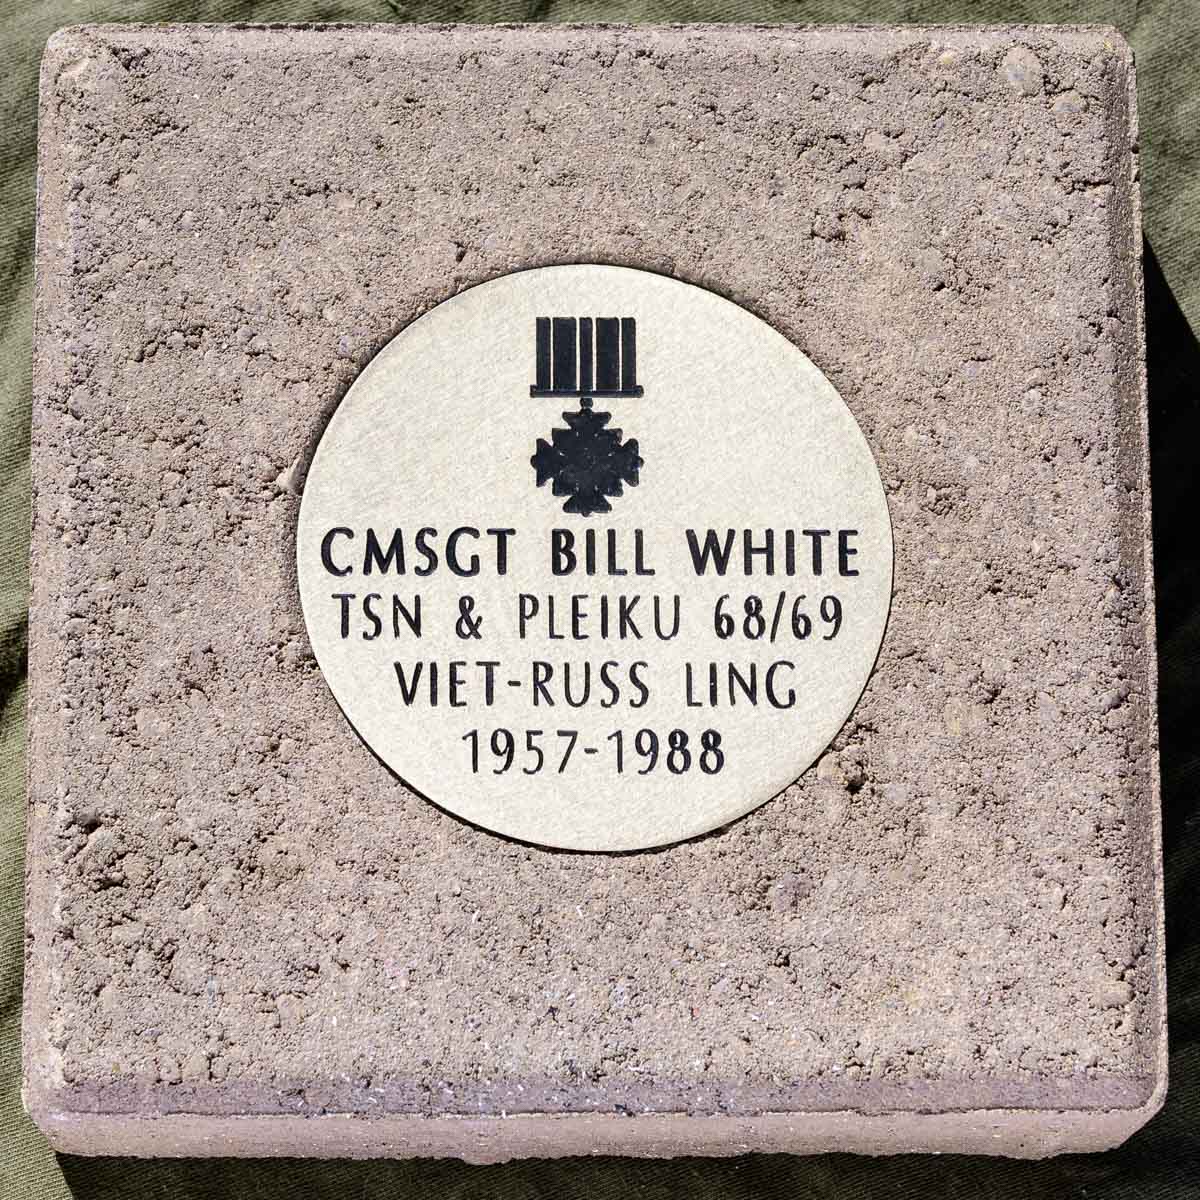 CMSGT BILL WHITE
TSN & PLEIKU 68/69
VIET-RUSS LING
1957-1988